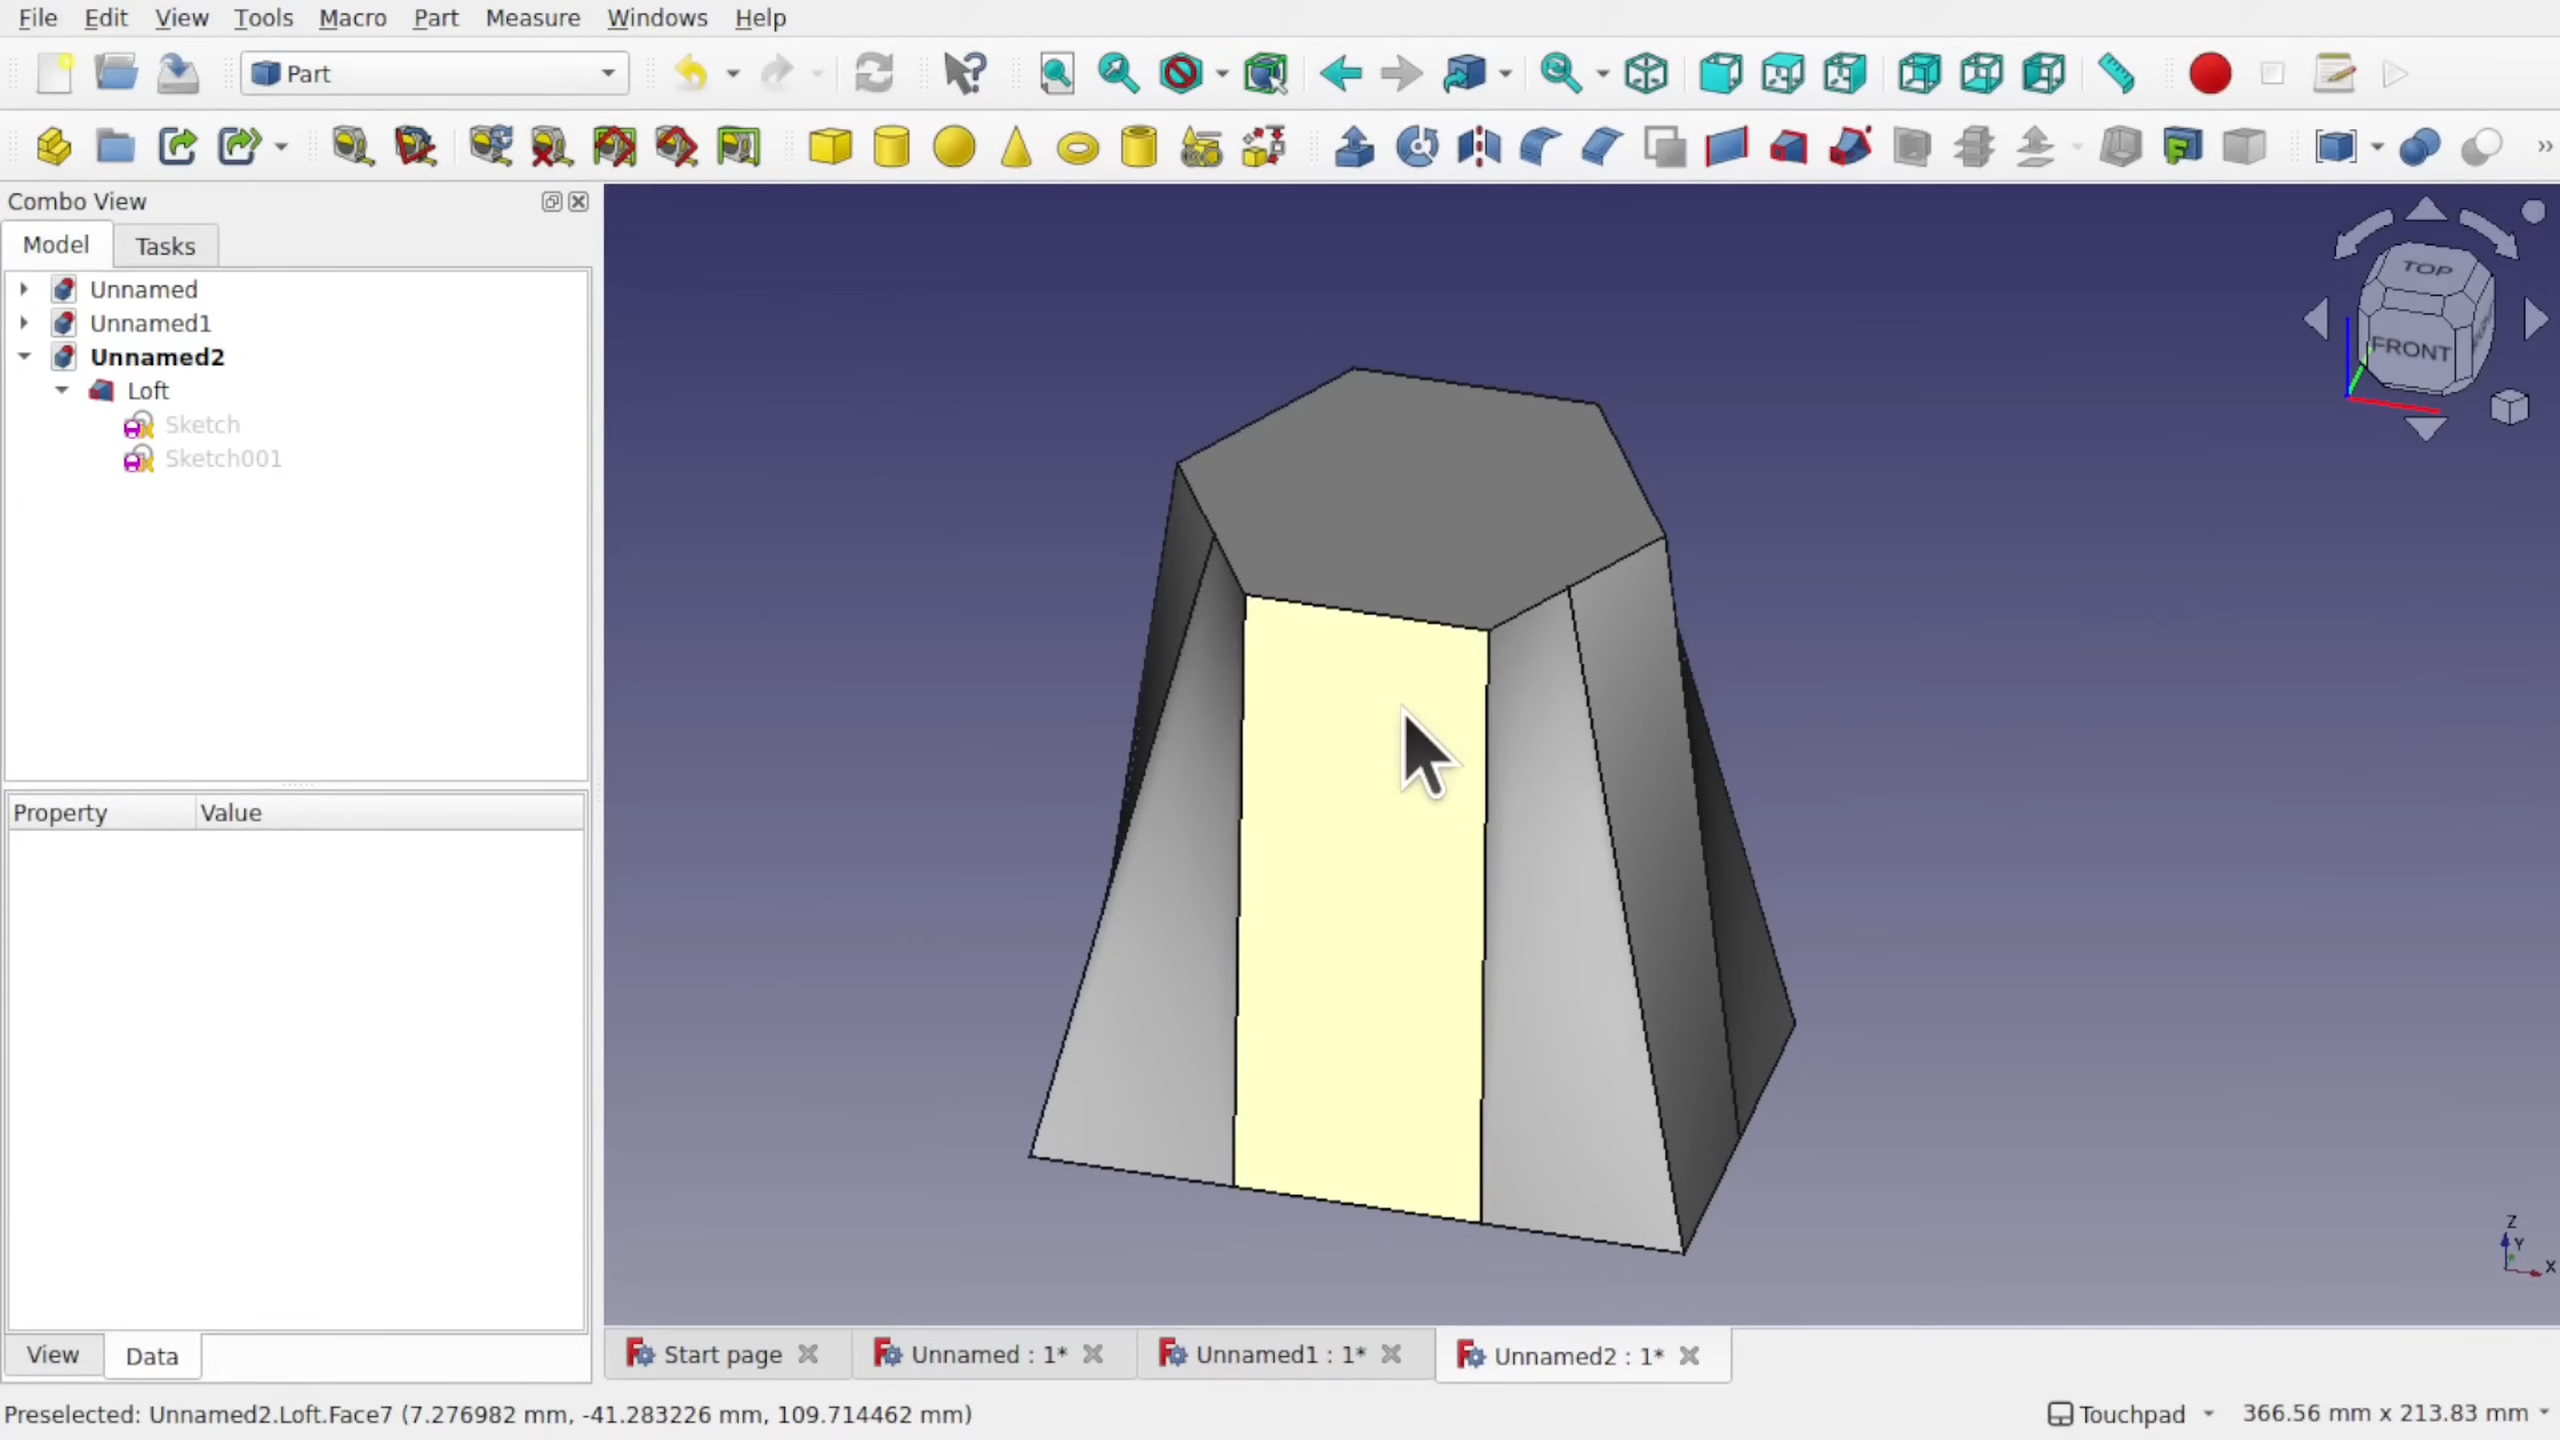 File Edit View Tools Macro Part Measure Windows Help
Part
Combo View
Model Tasks
Unnamed
Unnamed1
Unnamed2
Loft
Sketch
Sketch001
TOP
FRONT
Property Value
Z
Y
X
View Data
Start page Unnamed : 1* Unnamed1 : 1* Unnamed2 : 1*
Preselected: Unnamed2.Loft.Face7 (7.276982 mm, -41.283226 mm, 109.714462 mm) Touchpad 366.56 mm x 213.83 mm